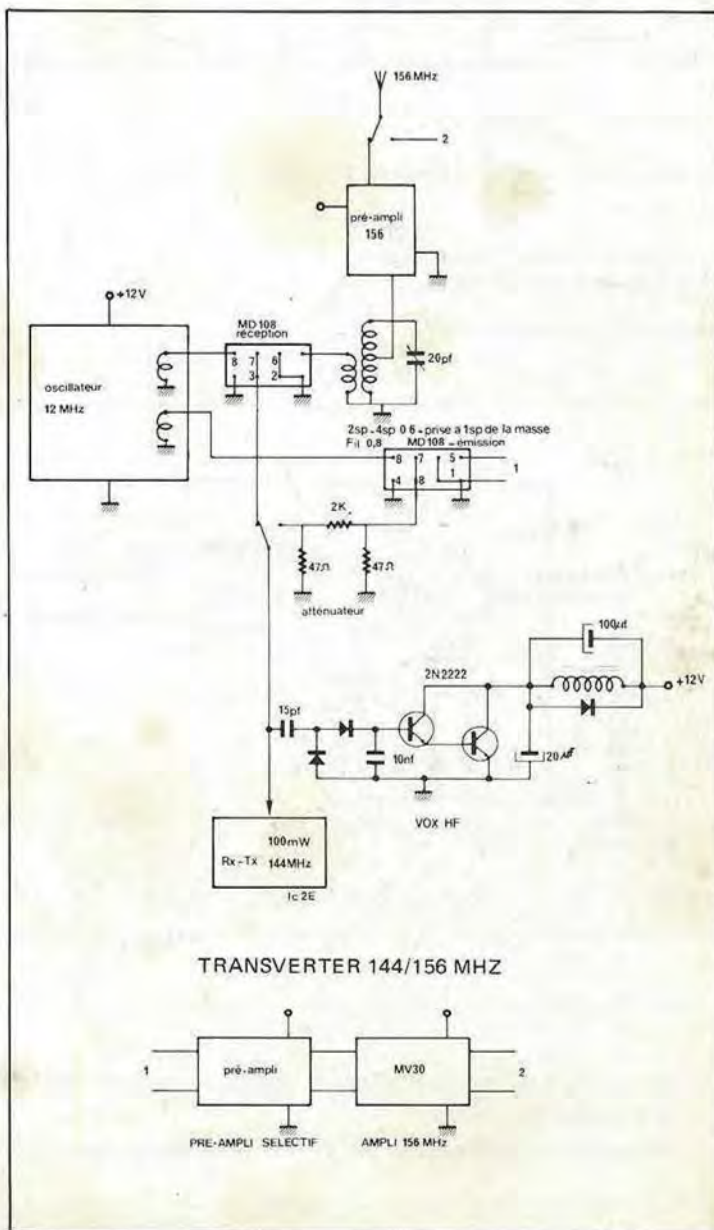 156 MHz
2
pré-ampli
156
+12V
MD108
réception
8 7 6
3 2
oscillateur
12 MHz
20pf
2sp-4sp 0 6-prise a 1sp de la masse
Fil 0,8 MD108 - émission
8 7 5
4 8 1
1
2K
47Ω
47Ω
atténuateur
100µf
2N2222
+12V
15pf
10nf
20µf
VOX HF
100mW
Rx-Tx 144MHz
Ic 2E
TRANSVERTER 144/156 MHZ
1
pré-ampli
MV30
2
PRE-AMPLI SELECTIF
AMPLI 156 MHz